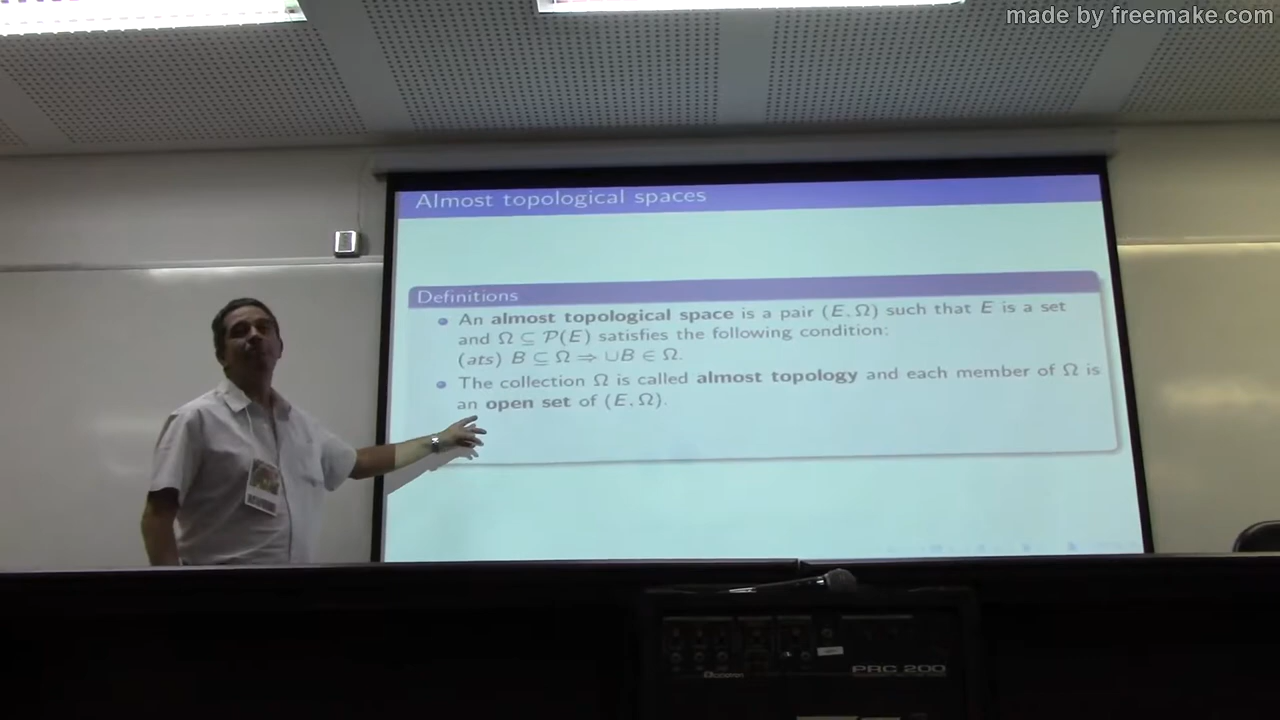 made by freemake.com
Almost topological spaces
Definitions
An almost topological space is a pair (E, Ω) such that E is a set
and Ω ⊆ P(E) satisfies the following condition:
(ats) B ⊆ Ω ⇒ ∪B ∈ Ω.
The collection Ω is called almost topology and each member of Ω is
an open set of (E, Ω).
PRC 200